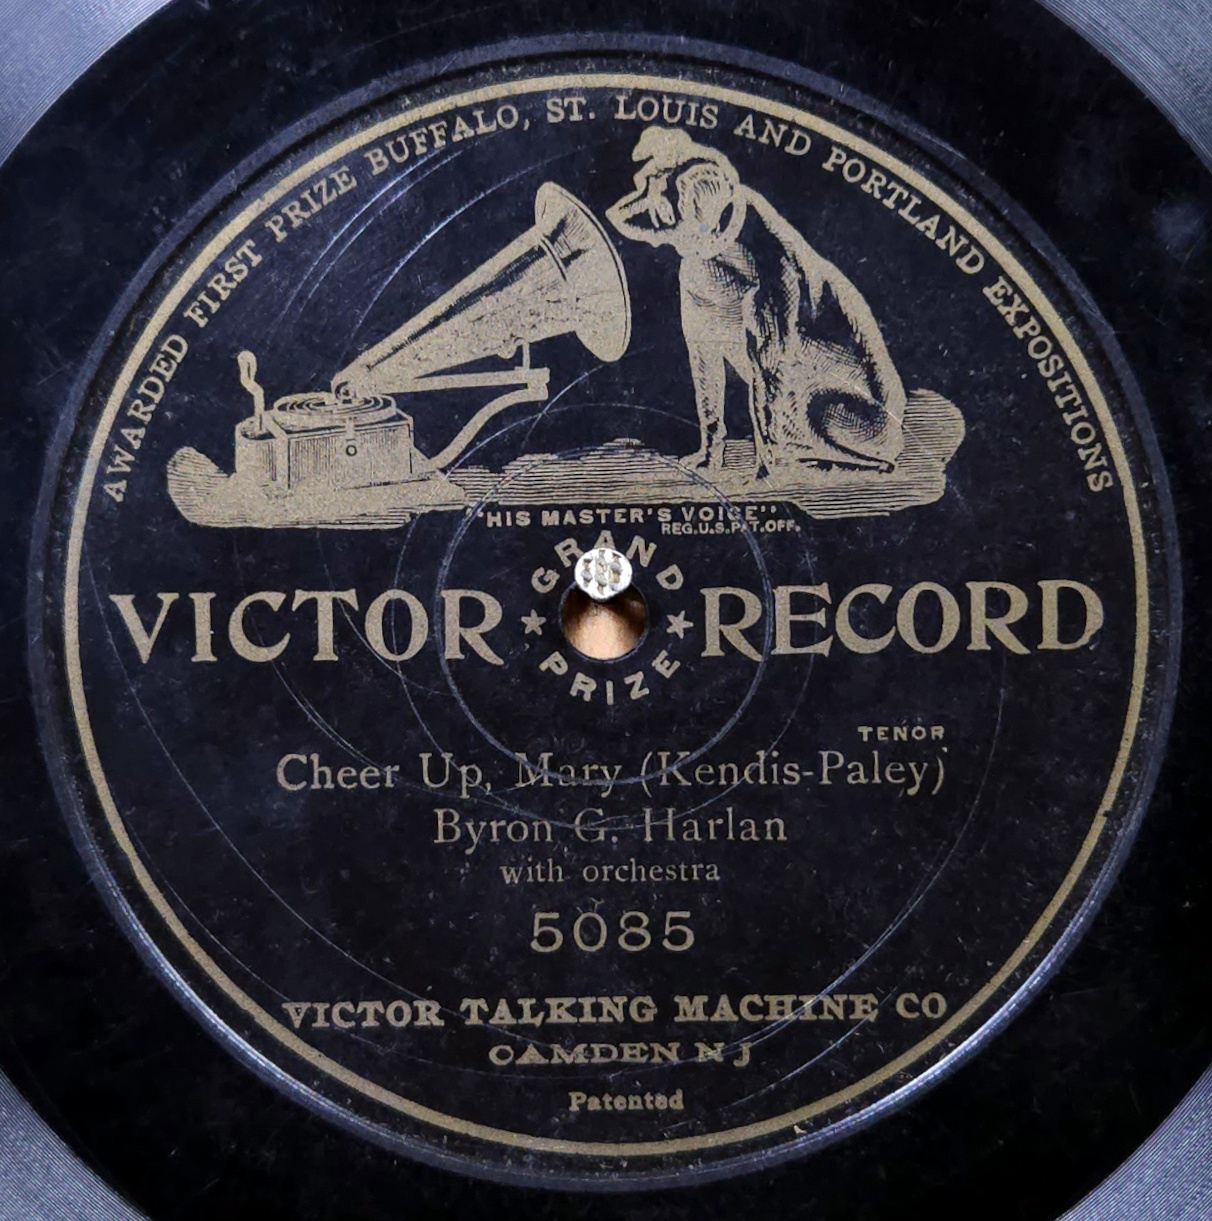 AWARDED FIRST PRIZE BUFFALO, ST. LOUIS AND PORTLAND EXPOSITIONS
"HIS MASTER'S VOICE"
REG.U.S.PAT.OFF.
GRAND PRIZE
VICTOR RECORD
TENOR
Cheer Up, Mary (Kendis-Paley)
Byron G. Harlan
with orchestra
5085
VICTOR TALKING MACHINE CO
CAMDEN N J
Patented